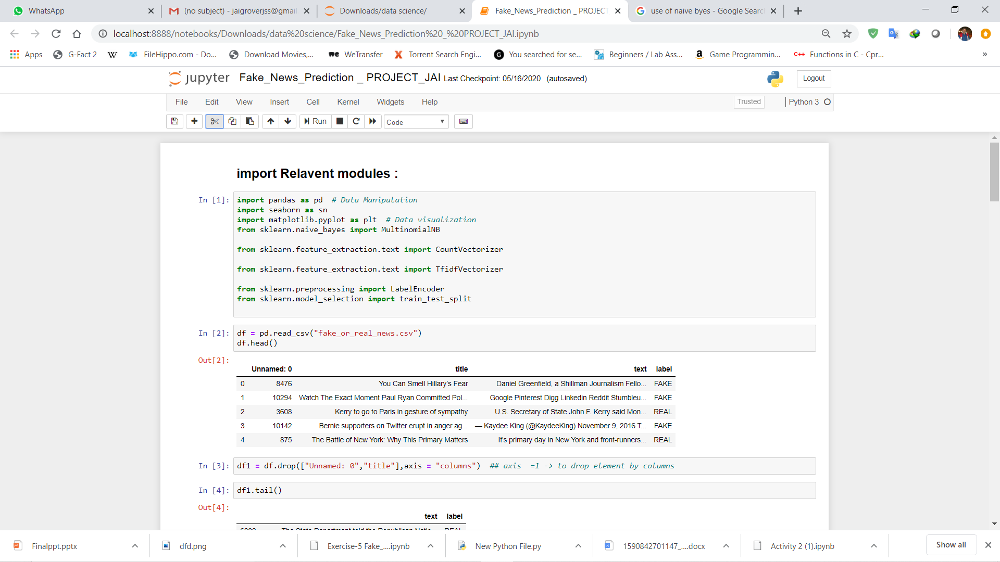 WhatsApp
(no subject) - jaigroverjss@gmail
Downloads/data science/
Fake_News_Prediction _ PROJECT
use of naive byes - Google Searc
localhost:8888/notebooks/Downloads/data%20science/Fake_News_Prediction%20_%20PROJECT_JAI.ipynb
Apps G-Fact 2 W FileHippo.com - Do... Download Movies,... we WeTransfer X Torrent Search Engi... G You searched for se... Beginners / Lab Ass... a Game Programmin... C++ Functions in C - Cpr... »
jupyter Fake_News_Prediction _ PROJECT_JAI Last Checkpoint: 05/16/2020 (autosaved) Logout
File Edit View Insert Cell Kernel Widgets Help Trusted Python 3
Run Code
import Relavent modules :
In [1]: import pandas as pd # Data Manipulation
import seaborn as sn
import matplotlib.pyplot as plt # Data visualization
from sklearn.naive_bayes import MultinomialNB
from sklearn.feature_extraction.text import CountVectorizer
from sklearn.feature_extraction.text import TfidfVectorizer
from sklearn.preprocessing import LabelEncoder
from sklearn.model_selection import train_test_split
In [2]: df = pd.read_csv("fake_or_real_news.csv")
df.head()
Out[2]:
Unnamed: 0 title text label
0 8476 You Can Smell Hillary’s Fear Daniel Greenfield, a Shillman Journalism Fello... FAKE
1 10294 Watch The Exact Moment Paul Ryan Committed Pol... Google Pinterest Digg Linkedin Reddit Stumbleu... FAKE
2 3608 Kerry to go to Paris in gesture of sympathy U.S. Secretary of State John F. Kerry said Mon... REAL
3 10142 Bernie supporters on Twitter erupt in anger ag... — Kaydee King (@KaydeeKing) November 9, 2016 T... FAKE
4 875 The Battle of New York: Why This Primary Matters It's primary day in New York and front-runners... REAL
In [3]: df1 = df.drop(["Unnamed: 0","title"],axis = "columns") ## axis =1 -> to drop element by columns
In [4]: df1.tail()
Out[4]:
text label
The State Department told the Republican Natio... REAL
Finalppt.pptx
dfd.png
Exercise-5 Fake_....ipynb
New Python File.py
1590842701147_....docx
Activity 2 (1).ipynb
Show all